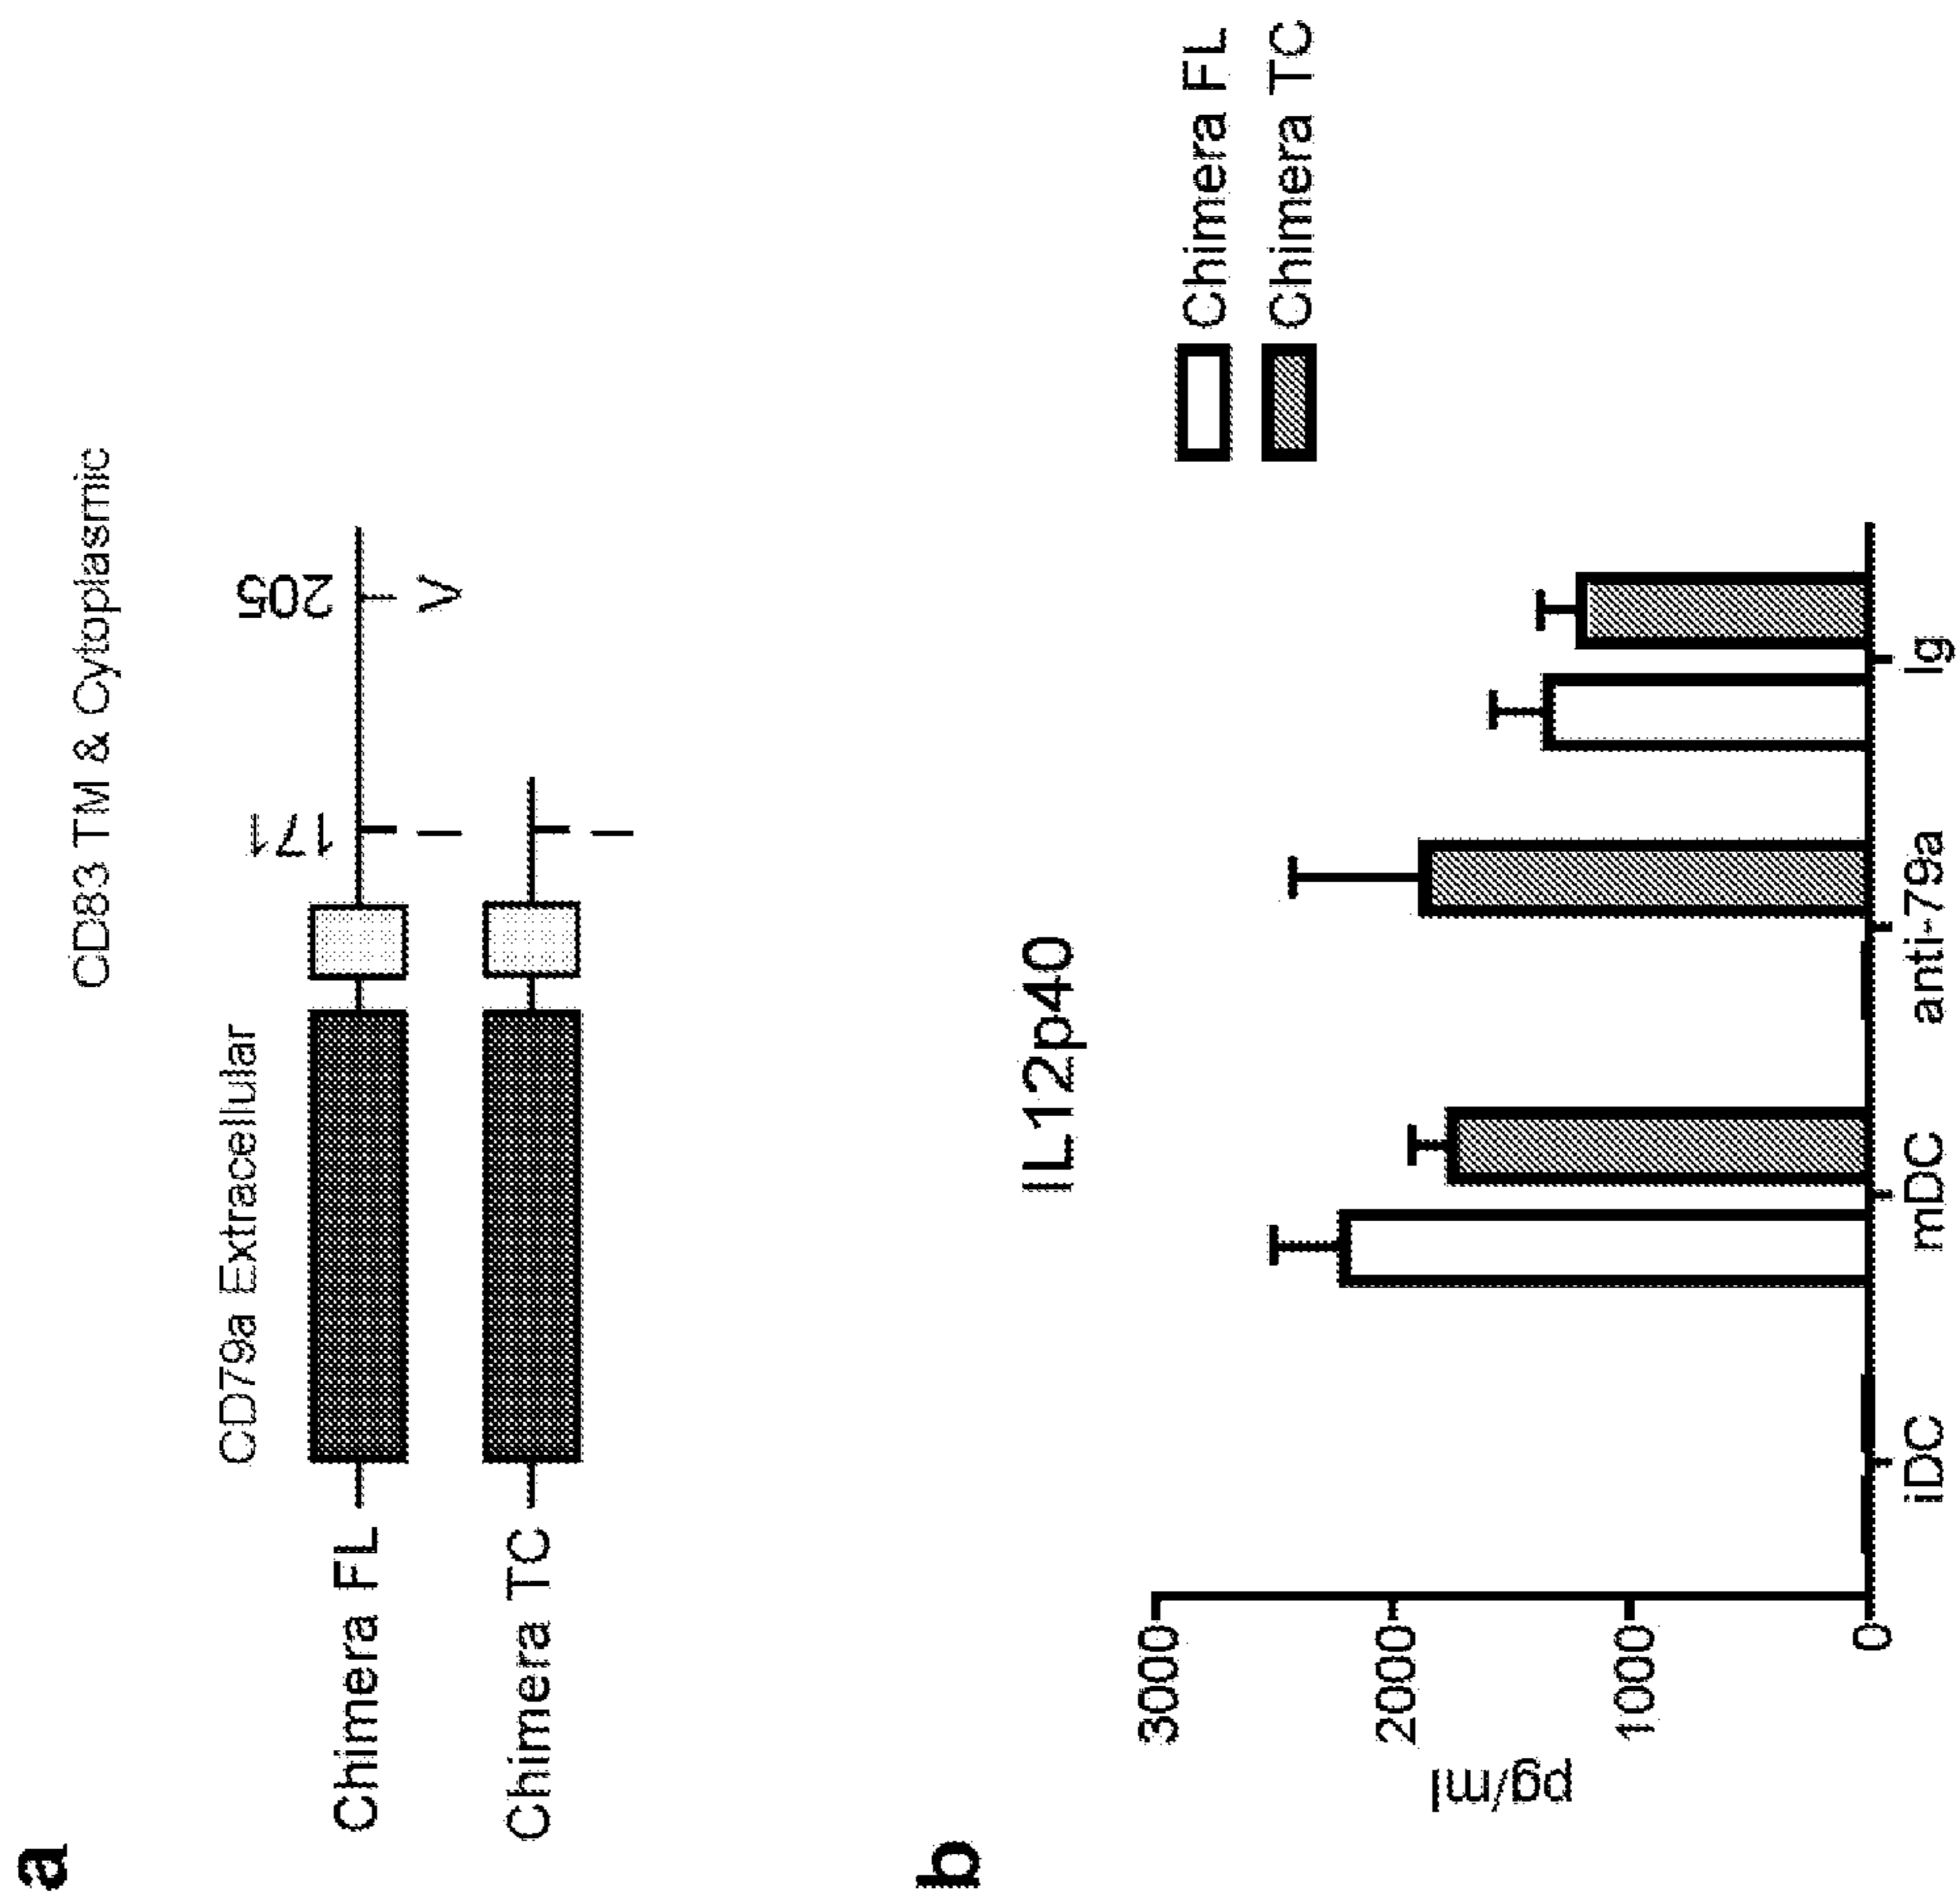 a
CD83 TM & Cytoplasmic
CD79a Extracellular
171
205
Chimera FL
I
V
Chimera TC
I
b
IL12p40
Chimera FL
Chimera TC
3000
2000
1000
0
pg/ml
iDC
mDC
anti-79a
Ig